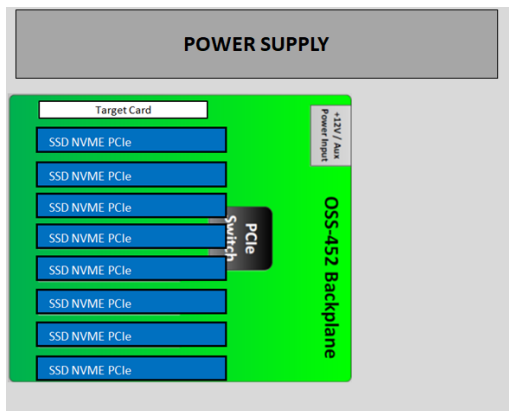 POWER SUPPLY
Target Card
+12V / Aux
Power Input
SSD NVME PCIe
SSD NVME PCIe
SSD NVME PCIe
SSD NVME PCIe
SSD NVME PCIe
SSD NVME PCIe
SSD NVME PCIe
SSD NVME PCIe
PCIe
Switch
OSS-452 Backplane